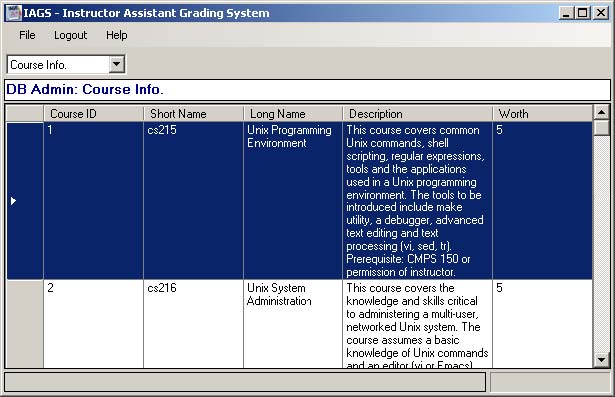 IAGS - Instructor Assistant Grading System
File Logout Help
Course Info.
DB Admin: Course Info.
Course ID Short Name Long Name Description Worth
1 cs215 Unix Programming This course covers common 5
Environment Unix commands, shell
scripting, regular expressions,
tools and the applications
used in a Unix programming
environment. The tools to be
introduced include make
utility, a debugger, advanced
text editing and text
processing (vi, sed, tr).
Prerequisite: CMPS 150 or
permission of instructor.
2 cs216 Unix System This course covers the 5
Administration knowledge and skills critical
to administering a multi-user,
networked Unix system. The
course assumes a basic
knowledge of Unix commands
and an editor (vi or Emacs)